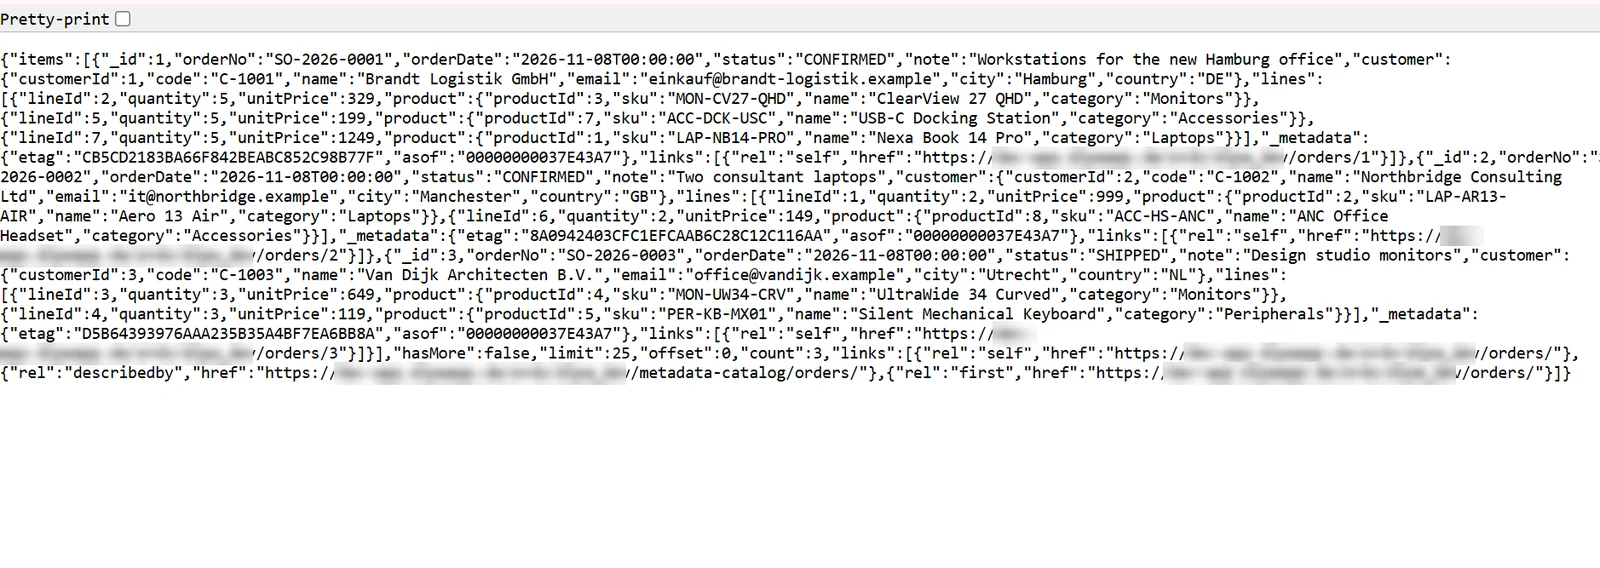 Pretty-print
{"items":[{"_id":1,"orderNo":"SO-2026-0001","orderDate":"2026-11-08T00:00:00","status":"CONFIRMED","note":"Workstations for the new Hamburg office","customer":
{"customerId":1,"code":"C-1001","name":"Brandt Logistik GmbH","email":"einkauf@brandt-logistik.example","city":"Hamburg","country":"DE"},"lines":
[{"lineId":2,"quantity":5,"unitPrice":329,"product":{"productId":3,"sku":"MON-CV27-QHD","name":"ClearView 27 QHD","category":"Monitors"}},
{"lineId":5,"quantity":5,"unitPrice":199,"product":{"productId":7,"sku":"ACC-DCK-USC","name":"USB-C Docking Station","category":"Accessories"}},
{"lineId":7,"quantity":5,"unitPrice":1249,"product":{"productId":1,"sku":"LAP-NB14-PRO","name":"Nexa Book 14 Pro","category":"Laptops"}}],"_metadata":
{"etag":"CB5CD2183BA66F842BEABC852C98B77F","asof":"00000000037E43A7"},"links":[{"rel":"self","href":"https:///orders/1"}]},{"_id":2,"orderNo":"
2026-0002","orderDate":"2026-11-08T00:00:00","status":"CONFIRMED","note":"Two consultant laptops","customer":{"customerId":2,"code":"C-1002","name":"Northbridge Consulting
Ltd","email":"it@northbridge.example","city":"Manchester","country":"GB"},"lines":[{"lineId":1,"quantity":2,"unitPrice":999,"product":{"productId":2,"sku":"LAP-AR13-
AIR","name":"Aero 13 Air","category":"Laptops"}},{"lineId":6,"quantity":2,"unitPrice":149,"product":{"productId":8,"sku":"ACC-HS-ANC","name":"ANC Office
Headset","category":"Accessories"}}],"_metadata":{"etag":"8A0942403CFC1EFCAAB6C28C12C116AA","asof":"00000000037E43A7"},"links":[{"rel":"self","href":"https://
/orders/2"}]},{"_id":3,"orderNo":"SO-2026-0003","orderDate":"2026-11-08T00:00:00","status":"SHIPPED","note":"Design studio monitors","customer":
{"customerId":3,"code":"C-1003","name":"Van Dijk Architecten B.V.","email":"office@vandijk.example","city":"Utrecht","country":"NL"},"lines":
[{"lineId":3,"quantity":3,"unitPrice":649,"product":{"productId":4,"sku":"MON-UW34-CRV","name":"UltraWide 34 Curved","category":"Monitors"}},
{"lineId":4,"quantity":3,"unitPrice":119,"product":{"productId":5,"sku":"PER-KB-MX01","name":"Silent Mechanical Keyboard","category":"Peripherals"}}],"_metadata":
{"etag":"D5B64393976AAA235B35A4BF7EA6BB8A","asof":"00000000037E43A7"},"links":[{"rel":"self","href":"https://
/orders/3"}]}],"hasMore":false,"limit":25,"offset":0,"count":3,"links":[{"rel":"self","href":"https:///orders/"},
{"rel":"describedby","href":"https:///metadata-catalog/orders/"},{"rel":"first","href":"https:///orders/"}]}